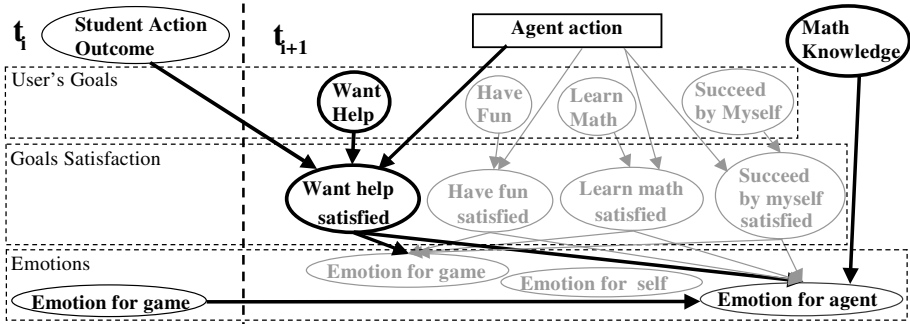 t_i
Student Action
Outcome
t_{i+1}
Agent action
Math
Knowledge
User's Goals
Want
Help
Have
Fun
Learn
Math
Succeed
by Myself
Goals Satisfaction
Want help
satisfied
Have fun
satisfied
Learn math
satisfied
Succeed
by myself
satisfied
Emotions
Emotion for game
Emotion for self
Emotion for game
Emotion for agent